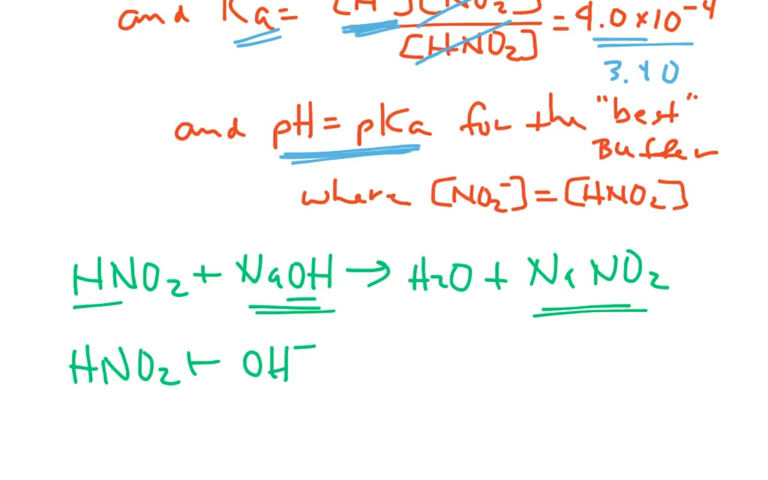 and Ka = [H+][NO2-] / [HNO2] = 4.0 x 10^-4
3.40
and pH = pKa for the "best"
Buffer
where [NO2-] = [HNO2]
HNO2 + NaOH → H2O + NaNO2
HNO2 + OH-